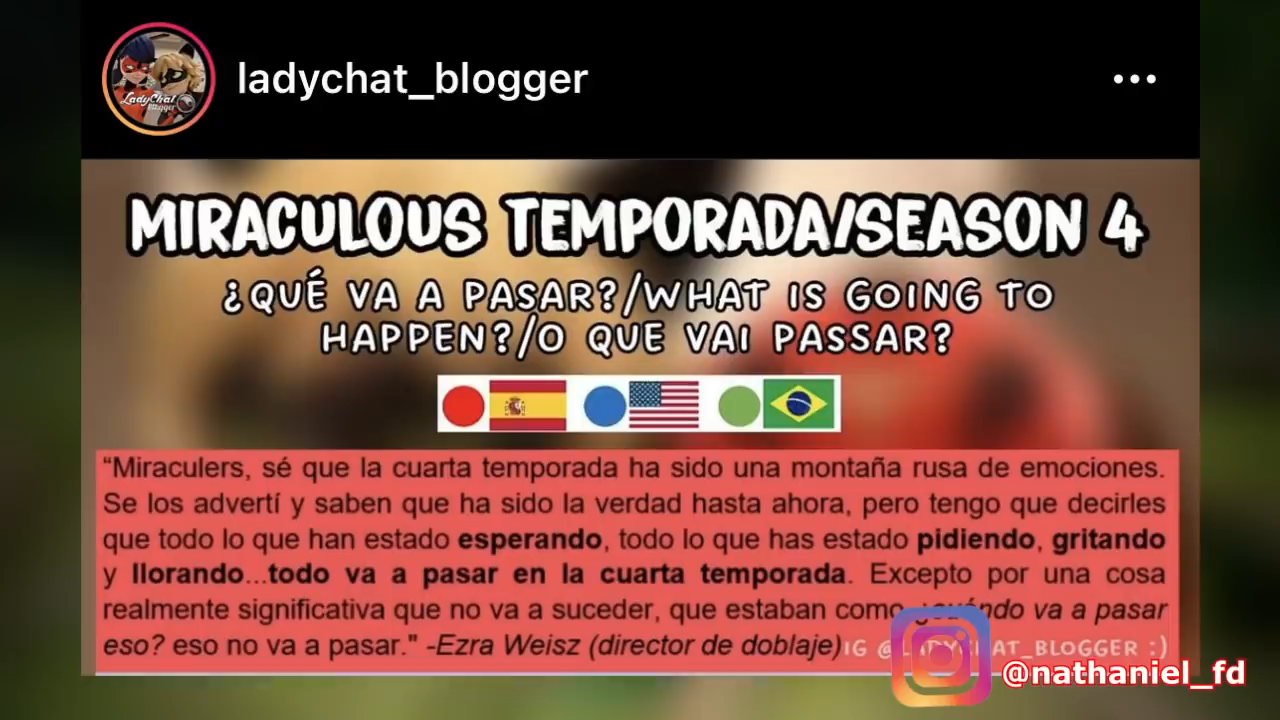 ladychat_blogger
MIRACULOUS TEMPORADA/SEASON 4
¿QUÉ VA A PASAR?/WHAT IS GOING TO
HAPPEN?/O QUE VAI PASSAR?
“Miraculers, sé que la cuarta temporada ha sido una montaña rusa de emociones.
Se los advertí y saben que ha sido la verdad hasta ahora, pero tengo que decirles
que todo lo que han estado esperando, todo lo que has estado pidiendo, gritando
y llorando...todo va a pasar en la cuarta temporada. Excepto por una cosa
realmente significativa que no va a suceder, que estaban como ¿cuándo va a pasar
eso? eso no va a pasar." -Ezra Weisz (director de doblaje)
IG @LADYCHAT_BLOGGER :)
@nathaniel_fd